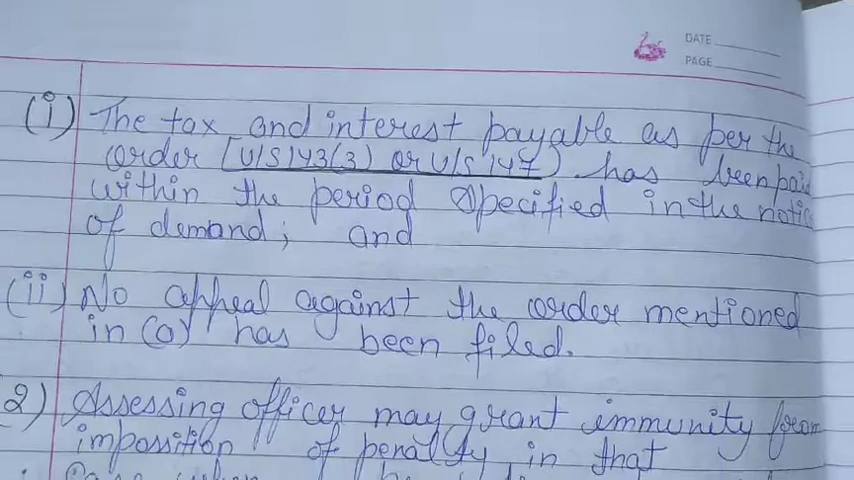 DATE
PAGE
(i) The tax and interest payable as per the
order [U/S 143(3) or U/S 147) has been paid
within the period specified in the notic
of demand; and
(ii) No appeal against the order mentioned
in (a) has been filed.
2) Assessing officer may grant immunity from
impossition of penalty in that